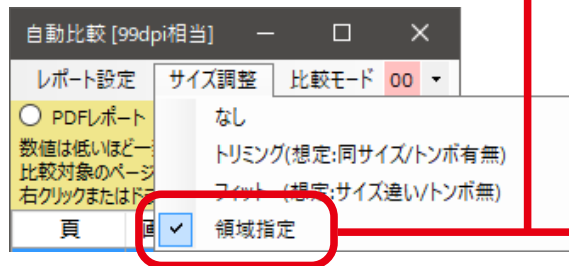 自動比較 [99dpi相当]
レポート設定 サイズ調整 比較モード 00
PDFレポート
なし
数値は低いほど一
トリミング(想定:同サイズ/トンボ有無)
比較対象のページ
フィット (想定:サイズ違い/トンボ無)
右クリックまたはド
領域指定
頁